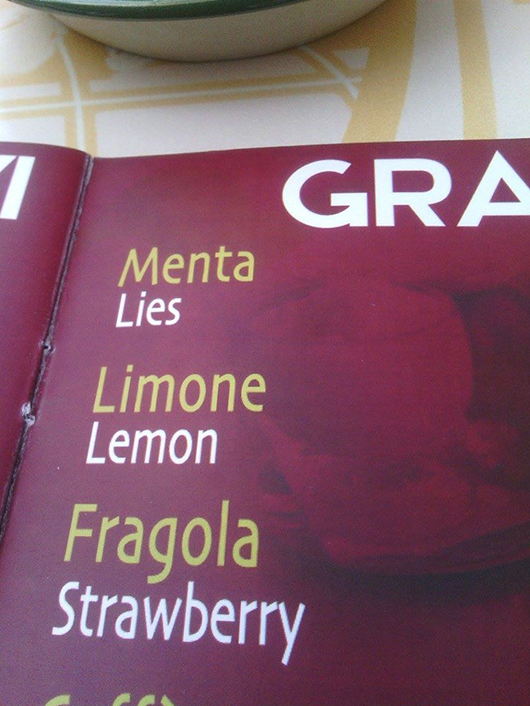 GRA
Menta
Lies
Limone
Lemon
Fragola
Strawberry